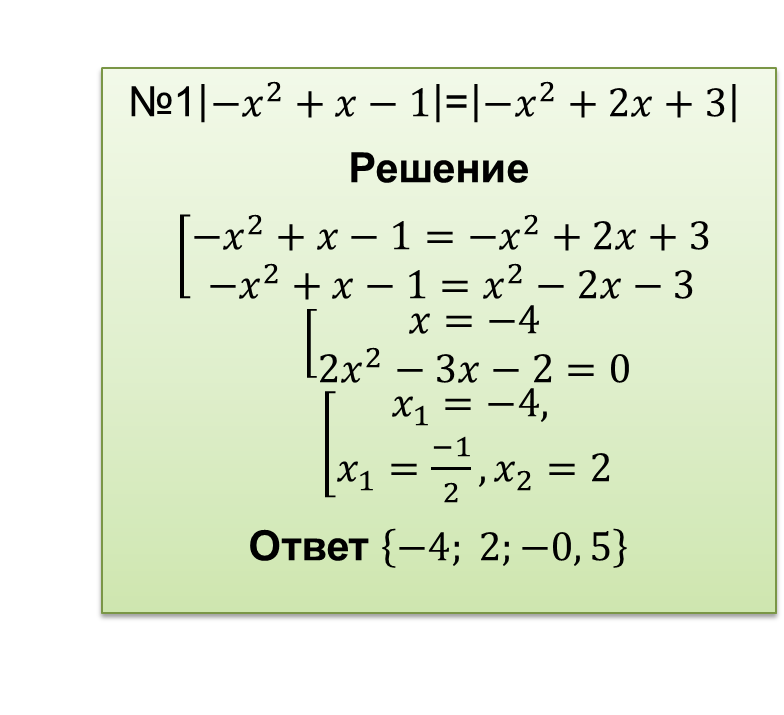 №1|−x² + x − 1|=|−x² + 2x + 3|
Решение
[−x² + x − 1 = −x² + 2x + 3
−x² + x − 1 = x² − 2x − 3
[x = −4
2x² − 3x − 2 = 0
[x₁ = −4,
x₁ = −1/2, x₂ = 2
Ответ {−4; 2; −0, 5}